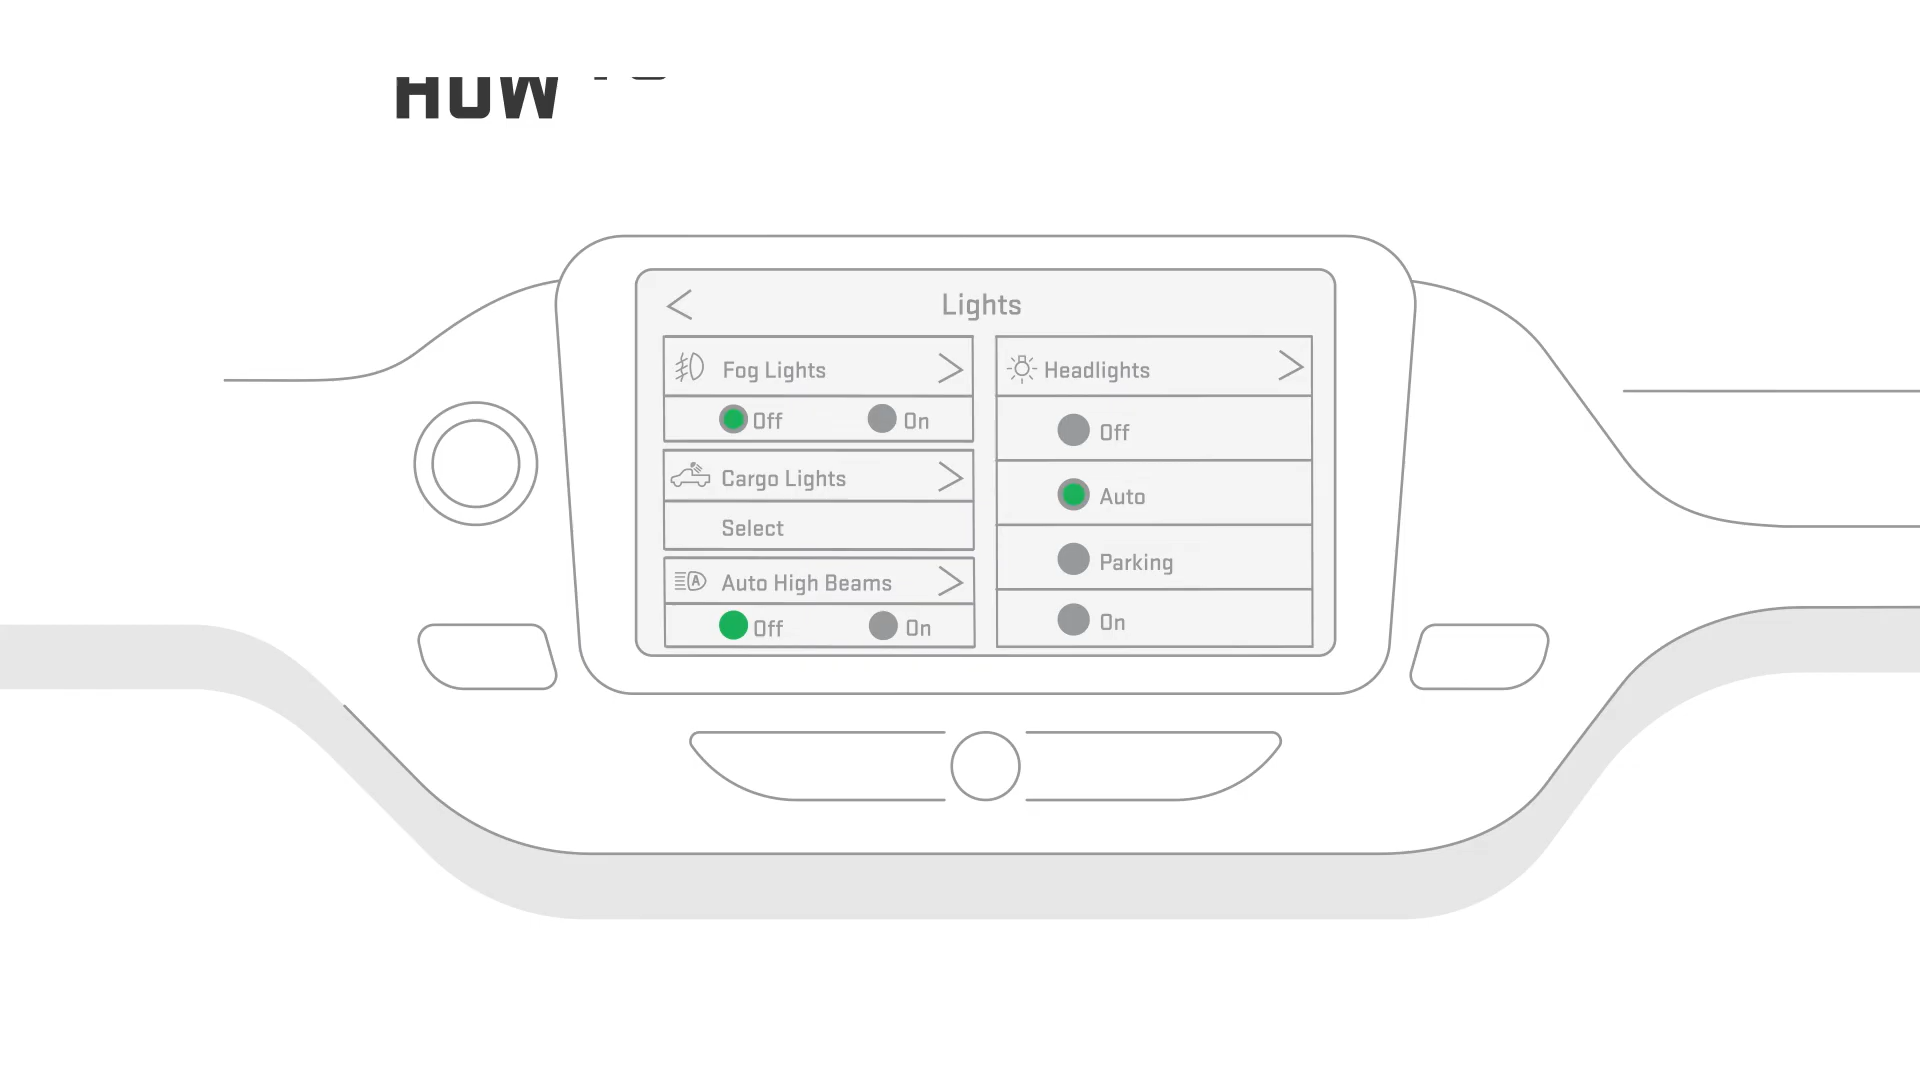 HOW
Lights
Fog Lights
Off On
Cargo Lights
Select
Auto High Beams
Off On
Headlights
Off
Auto
Parking
On